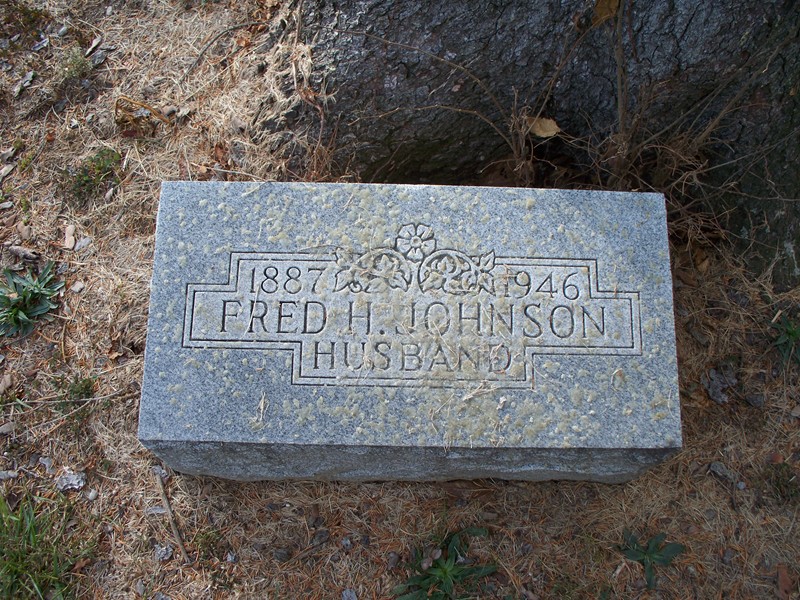 1887 1946
FRED H. JOHNSON
HUSBAND